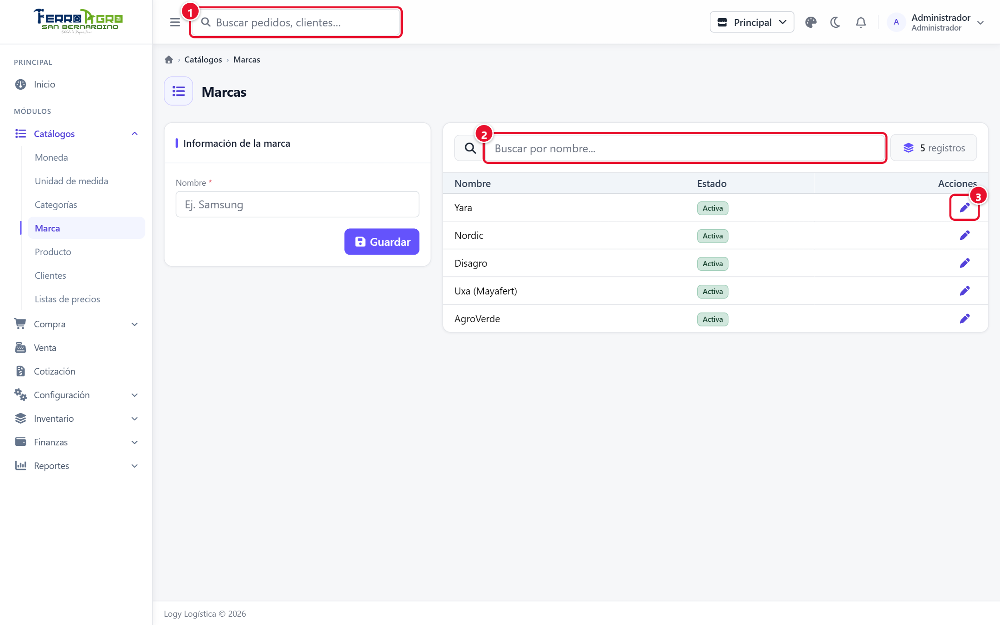 FERRO AGRO
SAN BERNARDINO
1
Buscar pedidos, clientes...
Principal
A
Administrador
Administrador
PRINCIPAL
Inicio
MÓDULOS
Catálogos
Moneda
Unidad de medida
Categorías
Marca
Producto
Clientes
Listas de precios
Compra
Venta
Cotización
Configuración
Inventario
Finanzas
Reportes
Catálogos › Marcas
Marcas
Información de la marca
Nombre *
Ej. Samsung
Guardar
2
Buscar por nombre...
5 registros
Nombre Estado Acciones
3
Yara Activa
Nordic Activa
Disagro Activa
Uxa (Mayafert) Activa
AgroVerde Activa
Logy Logística © 2026